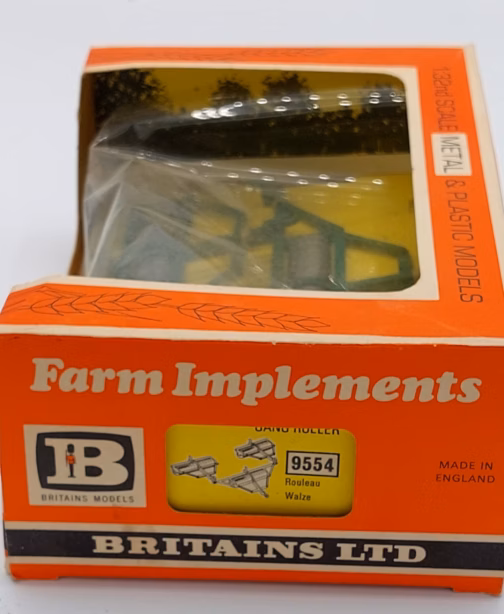 1:32nd SCALE METAL & PLASTIC MODELS
Farm Implements
B
BRITAINS MODELS
GANG ROLLER
9554
Rouleau
Walze
MADE IN
ENGLAND
BRITAINS LTD